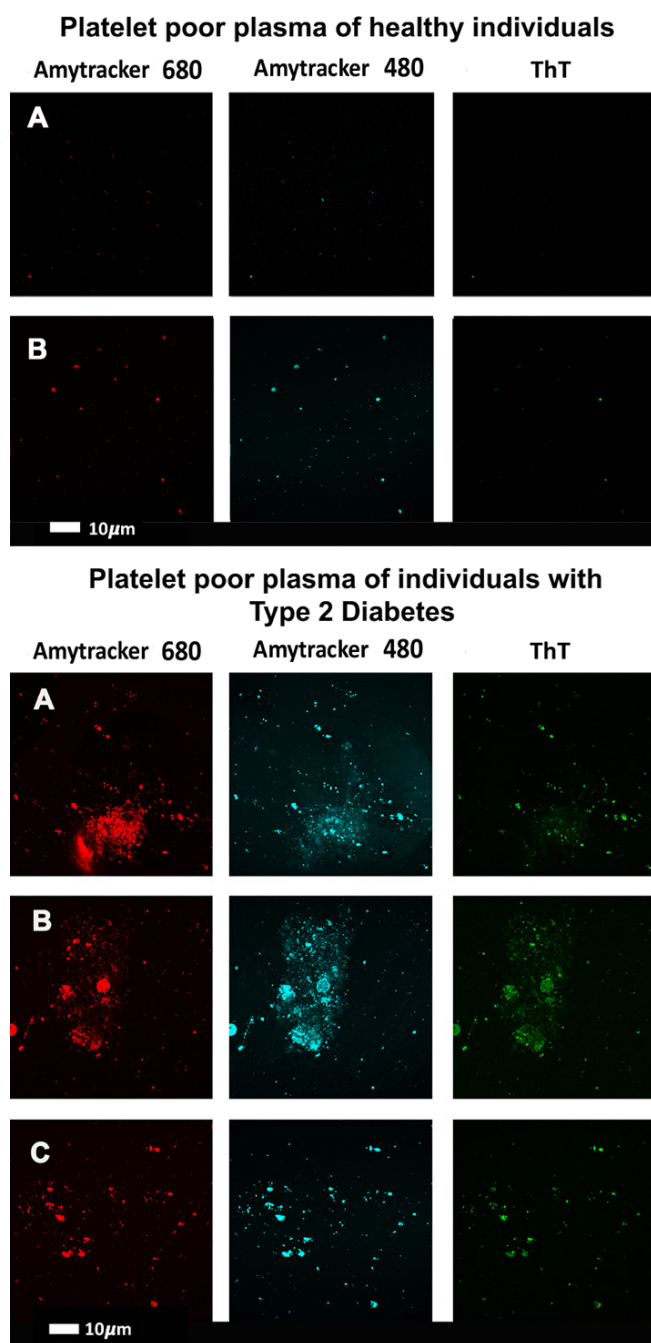 Platelet poor plasma of healthy individuals
Amytracker 680 Amytracker 480 ThT
A
B
10µm
Platelet poor plasma of individuals with
Type 2 Diabetes
Amytracker 680 Amytracker 480 ThT
A
B
C
10µm